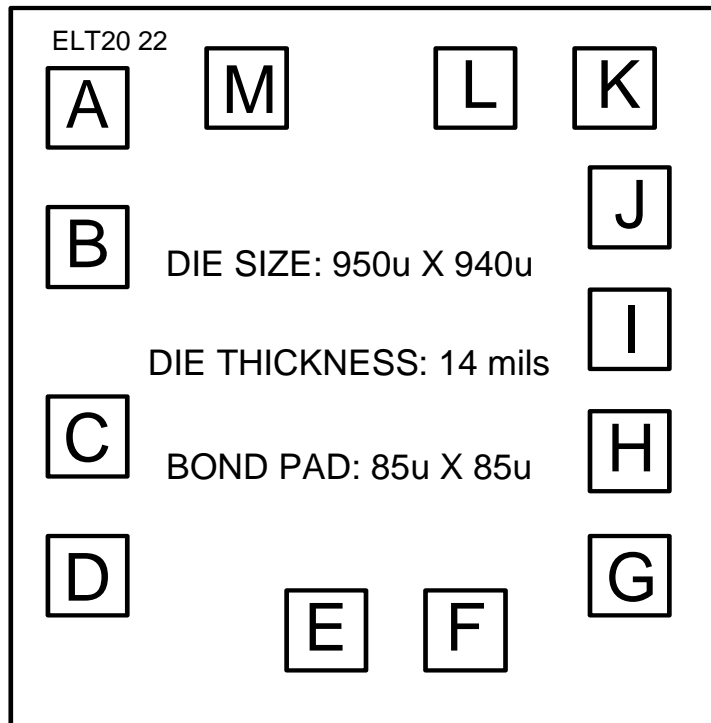 ELT20 22
A
M
L
K
J
B
DIE SIZE: 950u X 940u
I
DIE THICKNESS: 14 mils
C
H
BOND PAD: 85u X 85u
D
G
E
F